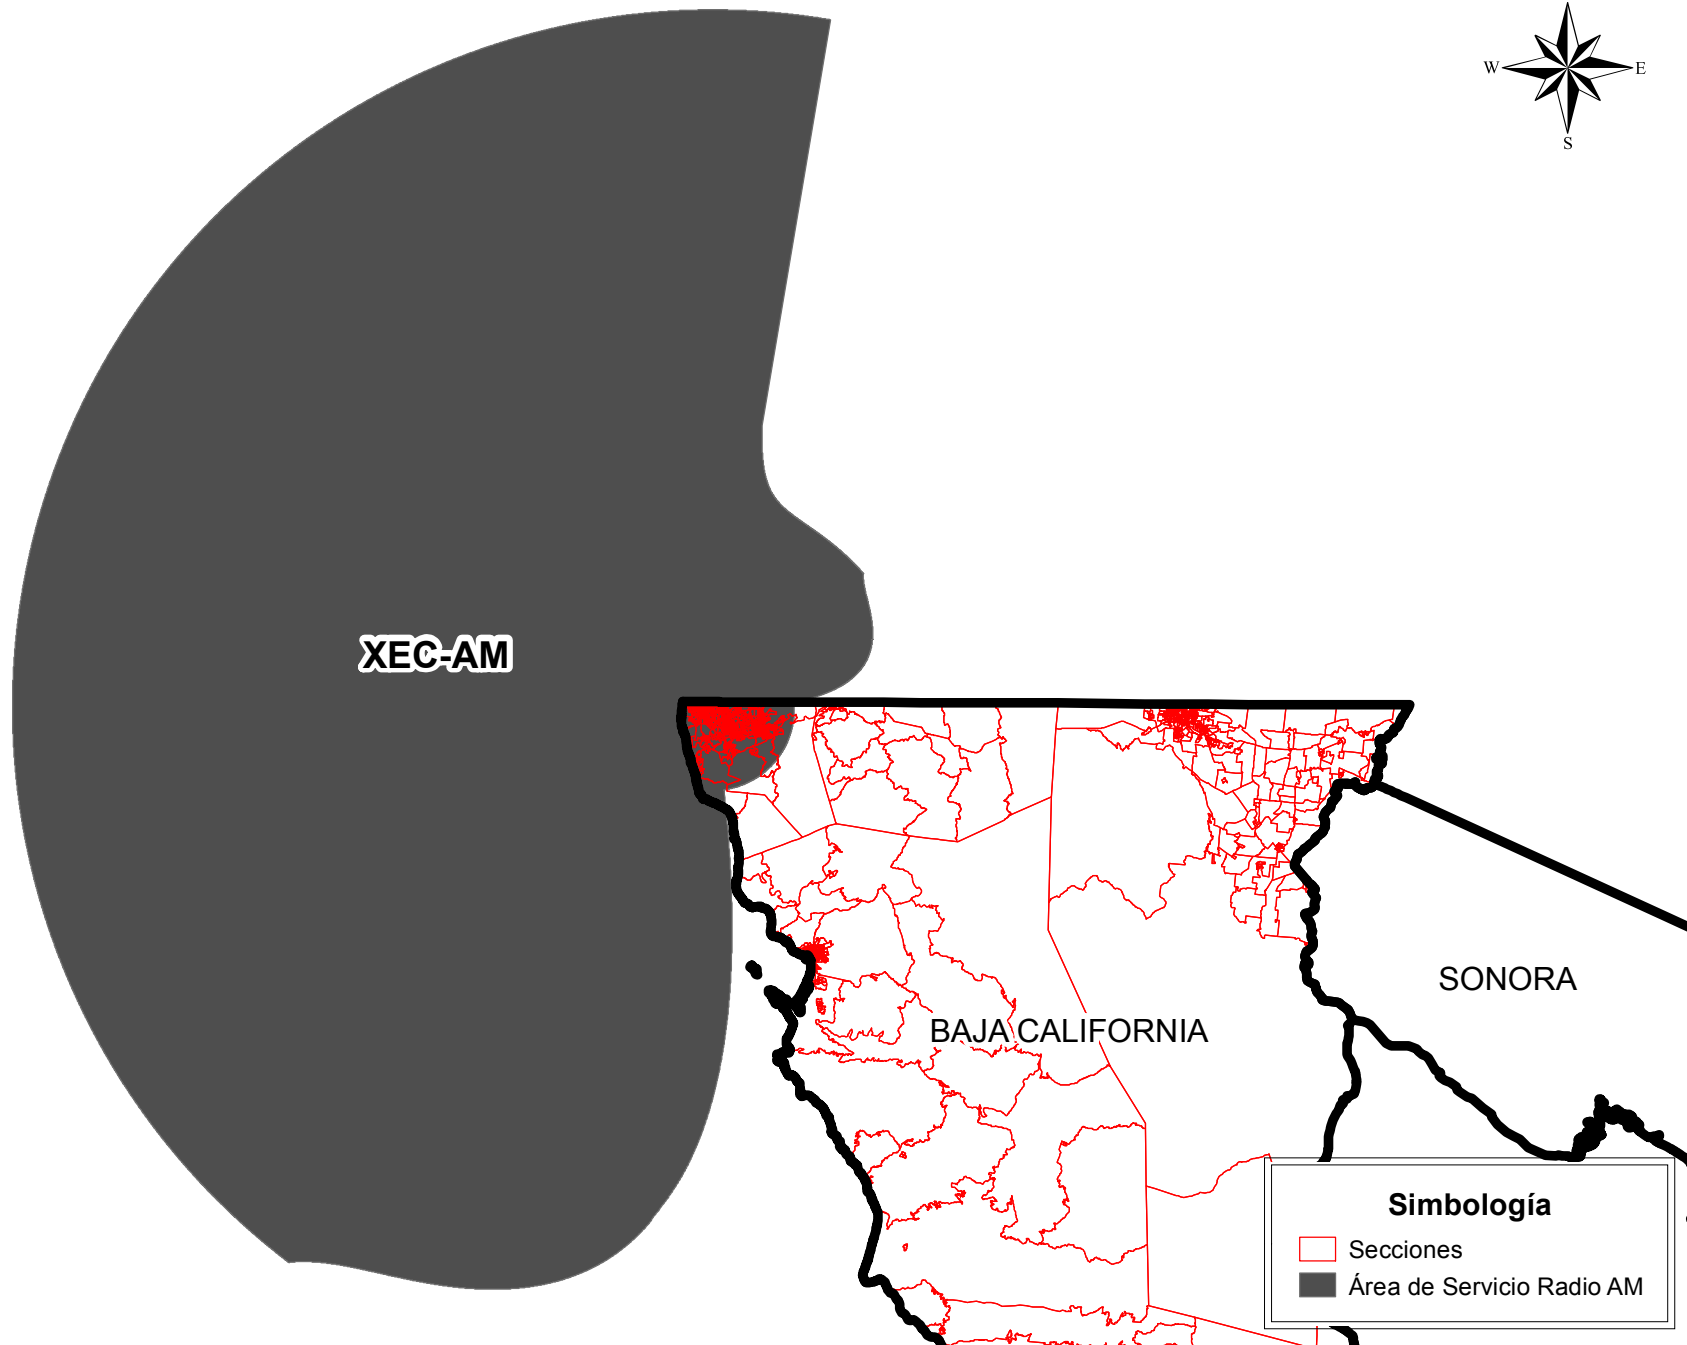 W
E
S
XEC-AM
SONORA
BAJA CALIFORNIA
Simbología
Secciones
Área de Servicio Radio AM